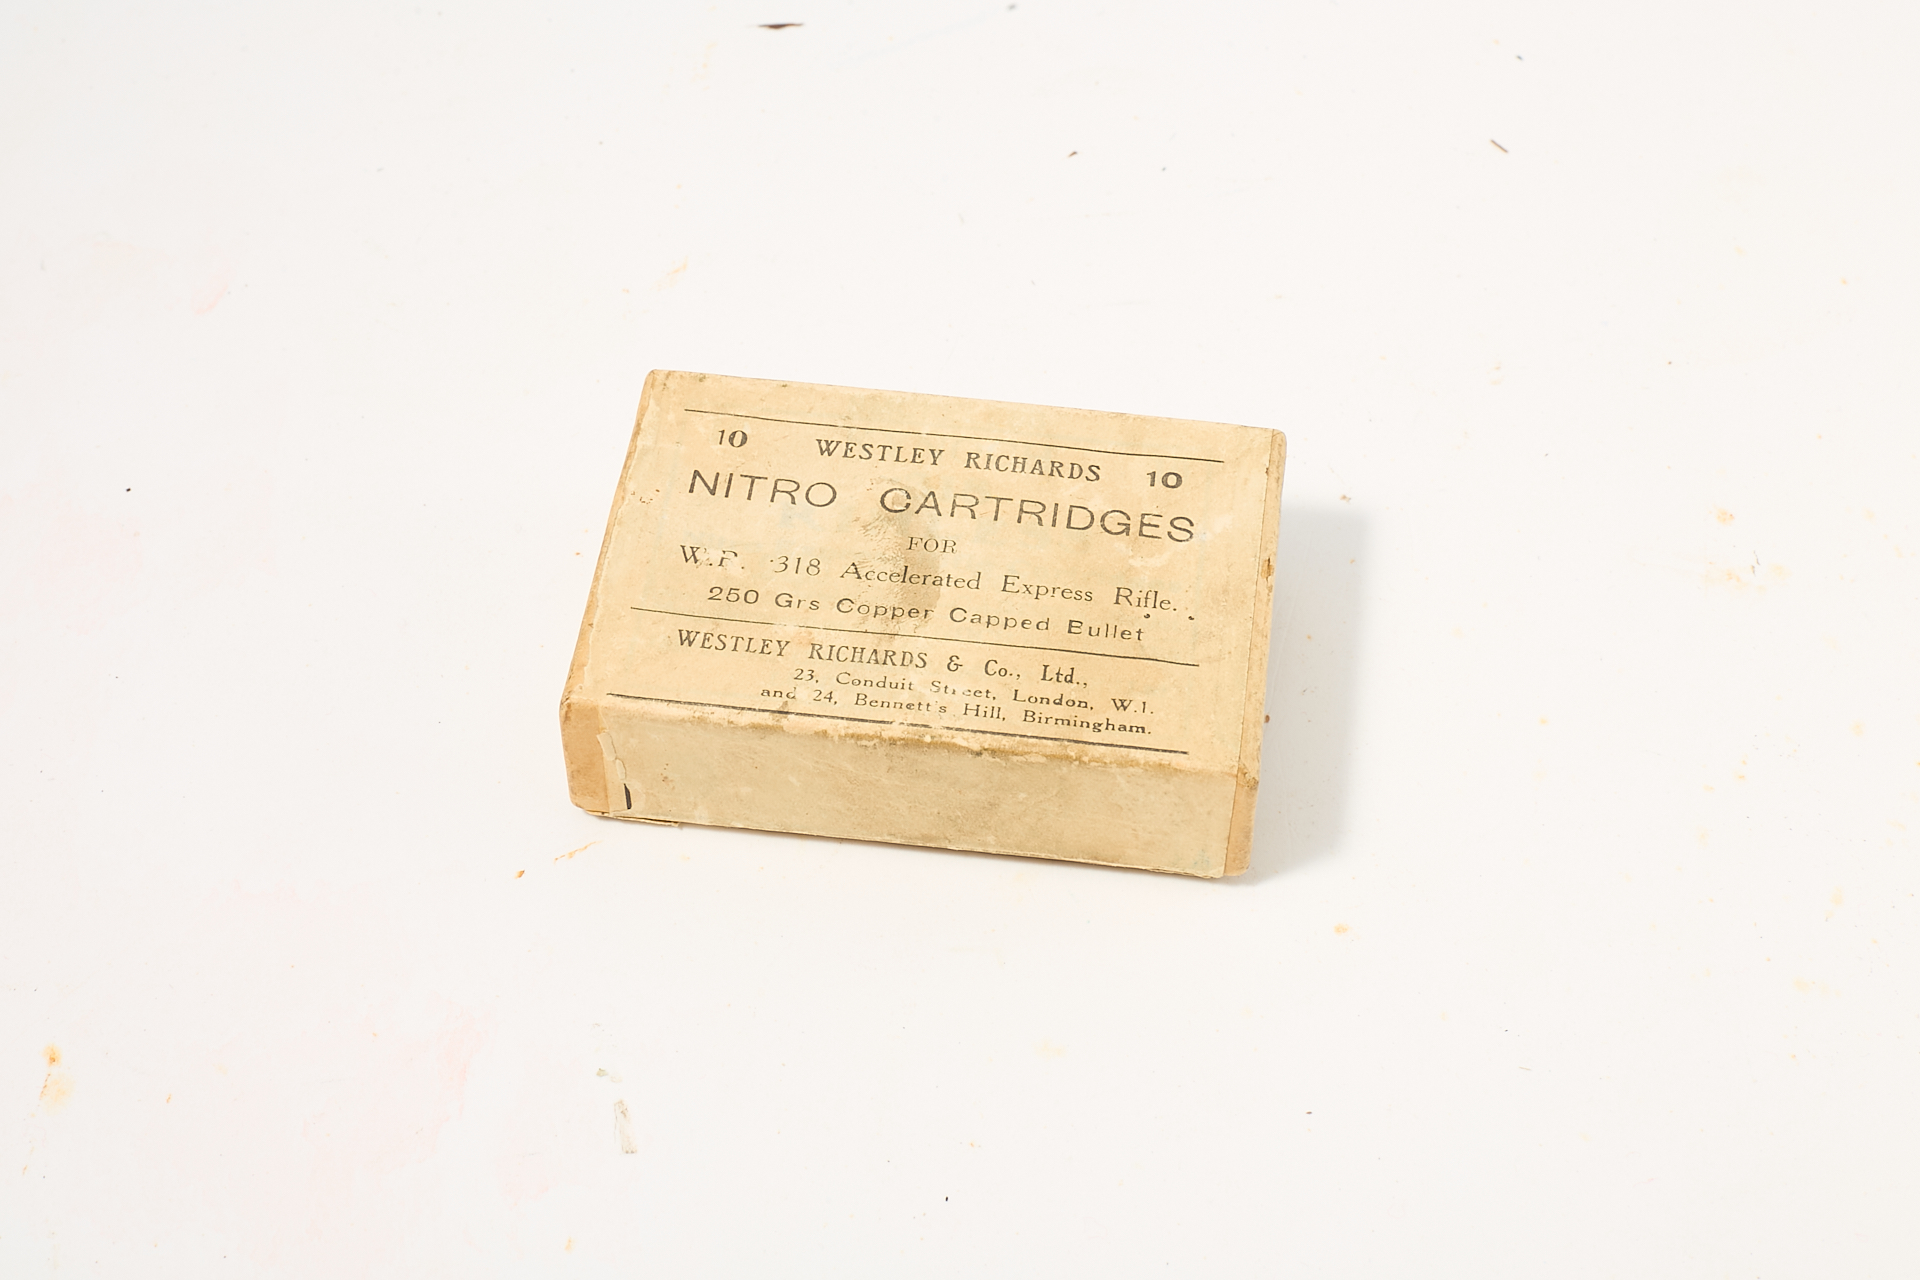 10 WESTLEY RICHARDS 10
NITRO CARTRIDGES
FOR
W.R. ·318 Accelerated Express Rifle.
250 Grs Copper Capped Bullet
WESTLEY RICHARDS & Co., Ltd.,
23, Conduit Street, London, W.1.
and 24, Bennett's Hill, Birmingham.